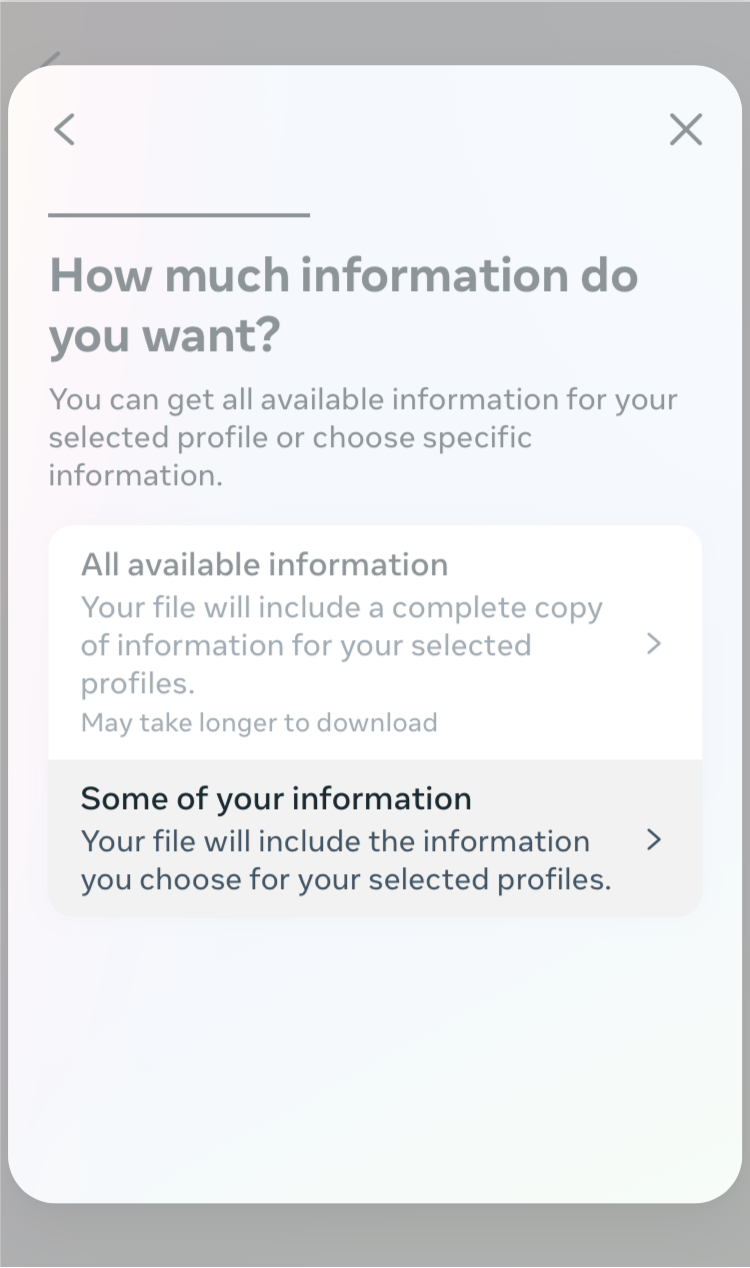 How much information do
you want?
You can get all available information for your
selected profile or choose specific
information.
All available information
Your file will include a complete copy
of information for your selected
profiles.
May take longer to download
Some of your information
Your file will include the information
you choose for your selected profiles.